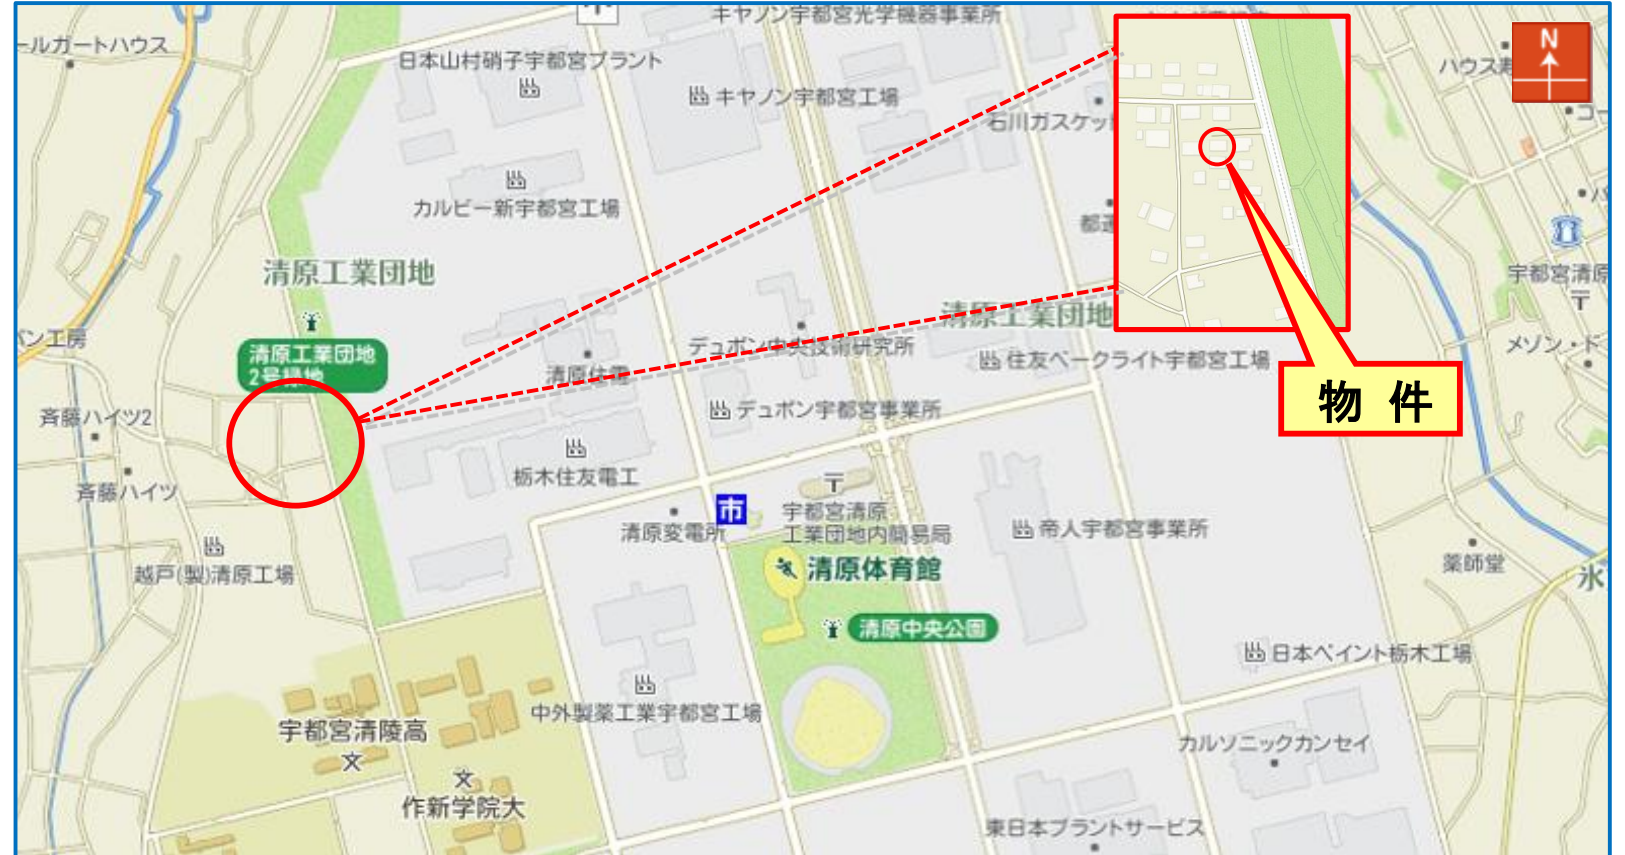 キヤノン宇都宮光学機器事業所
ールガートハウス
日本山村硝子宇都宮プラント
N
ハウス
キヤノン宇都宮工場
石川ガスケッ
コー
カルビー新宇都宮工場
都
清原工業団地
宇都宮清原
〒
清原工業団地
パン工房
デュポン中央技術研究所
メゾン・ド
清原工業団地
2号緑地
清原住電
住友ベークライト宇都宮工場
物 件
斉藤ハイツ2
デュポン宇都宮事業所
栃木住友電工
斉藤ハイツ
〒
市
宇都宮清原
工業団地内簡易局
清原変電所
帝人宇都宮事業所
越戸(製)清原工場
清原体育館
薬師堂
氷
清原中央公園
日本ペイント栃木工場
中外製薬工業宇都宮工場
宇都宮清陵高
文
カルソニックカンセイ
文
作新学院大
東日本プラントサービス